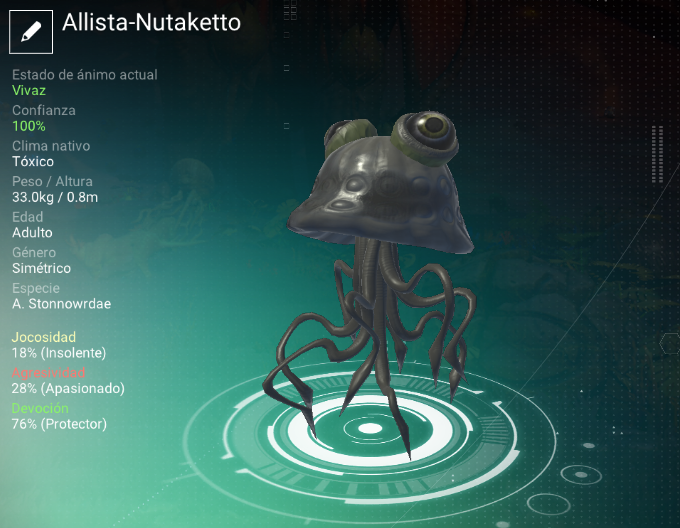 Allista-Nutaketto
Estado de ánimo actual
Vivaz
Confianza
100%
Clima nativo
Tóxico
Peso / Altura
33.0kg / 0.8m
Edad
Adulto
Género
Simétrico
Especie
A. Stonnowrdae
Jocosidad
18% (Insolente)
Agresividad
28% (Apasionado)
Devoción
76% (Protector)